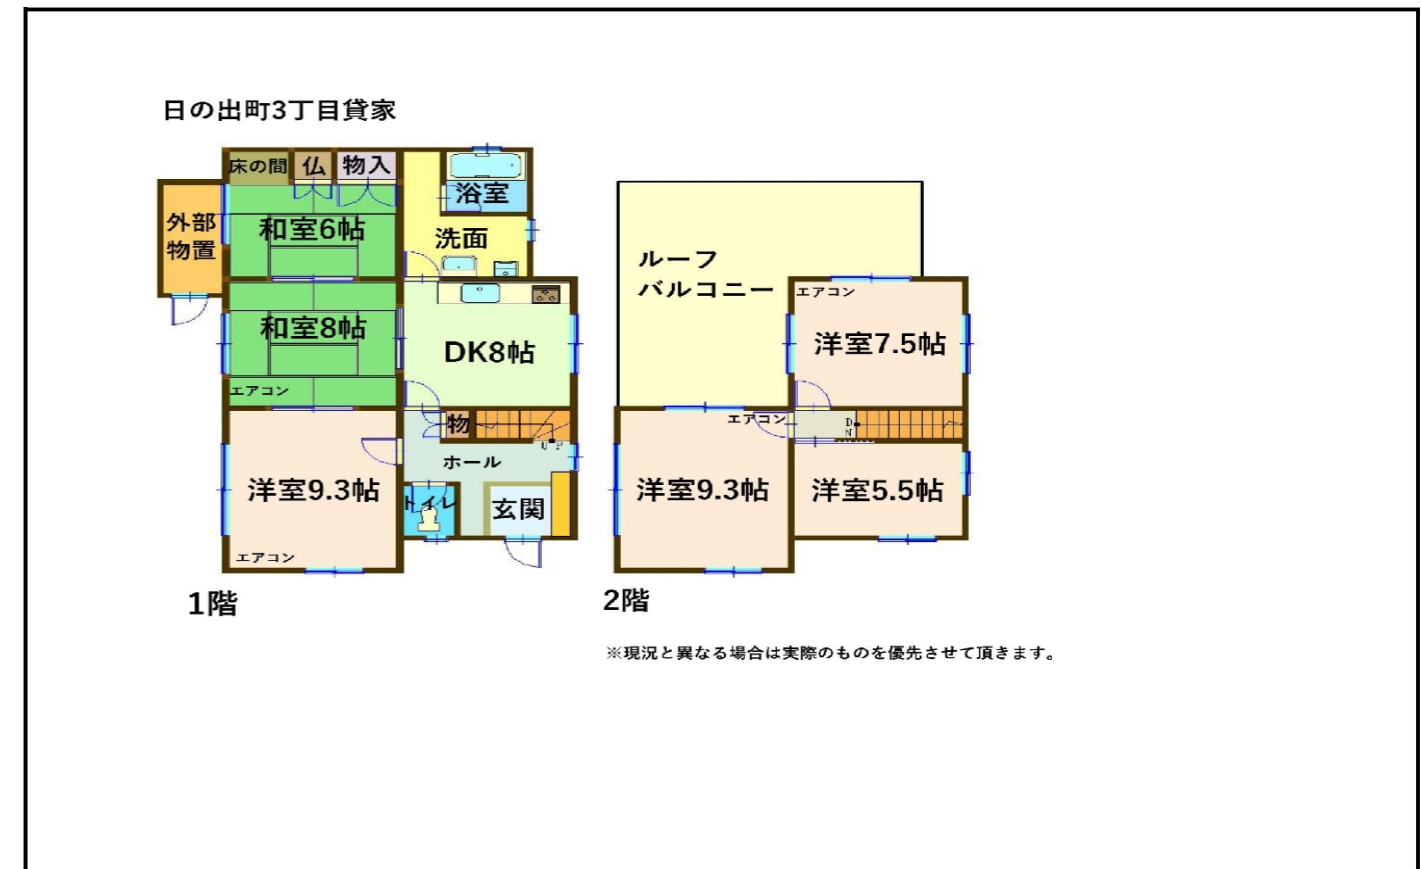 日の出町3丁目貸家
床の間
仏
物入
浴室
外部
物置
和室6帖
洗面
和室8帖
エアコン
DK8帖
物
UP
ホール
洋室9.3帖
エアコン
トイレ
玄関
1階
ルーフ
バルコニー
エアコン
洋室7.5帖
エアコン
DN
洋室9.3帖
洋室5.5帖
2階
※現況と異なる場合は実際のものを優先させて頂きます。